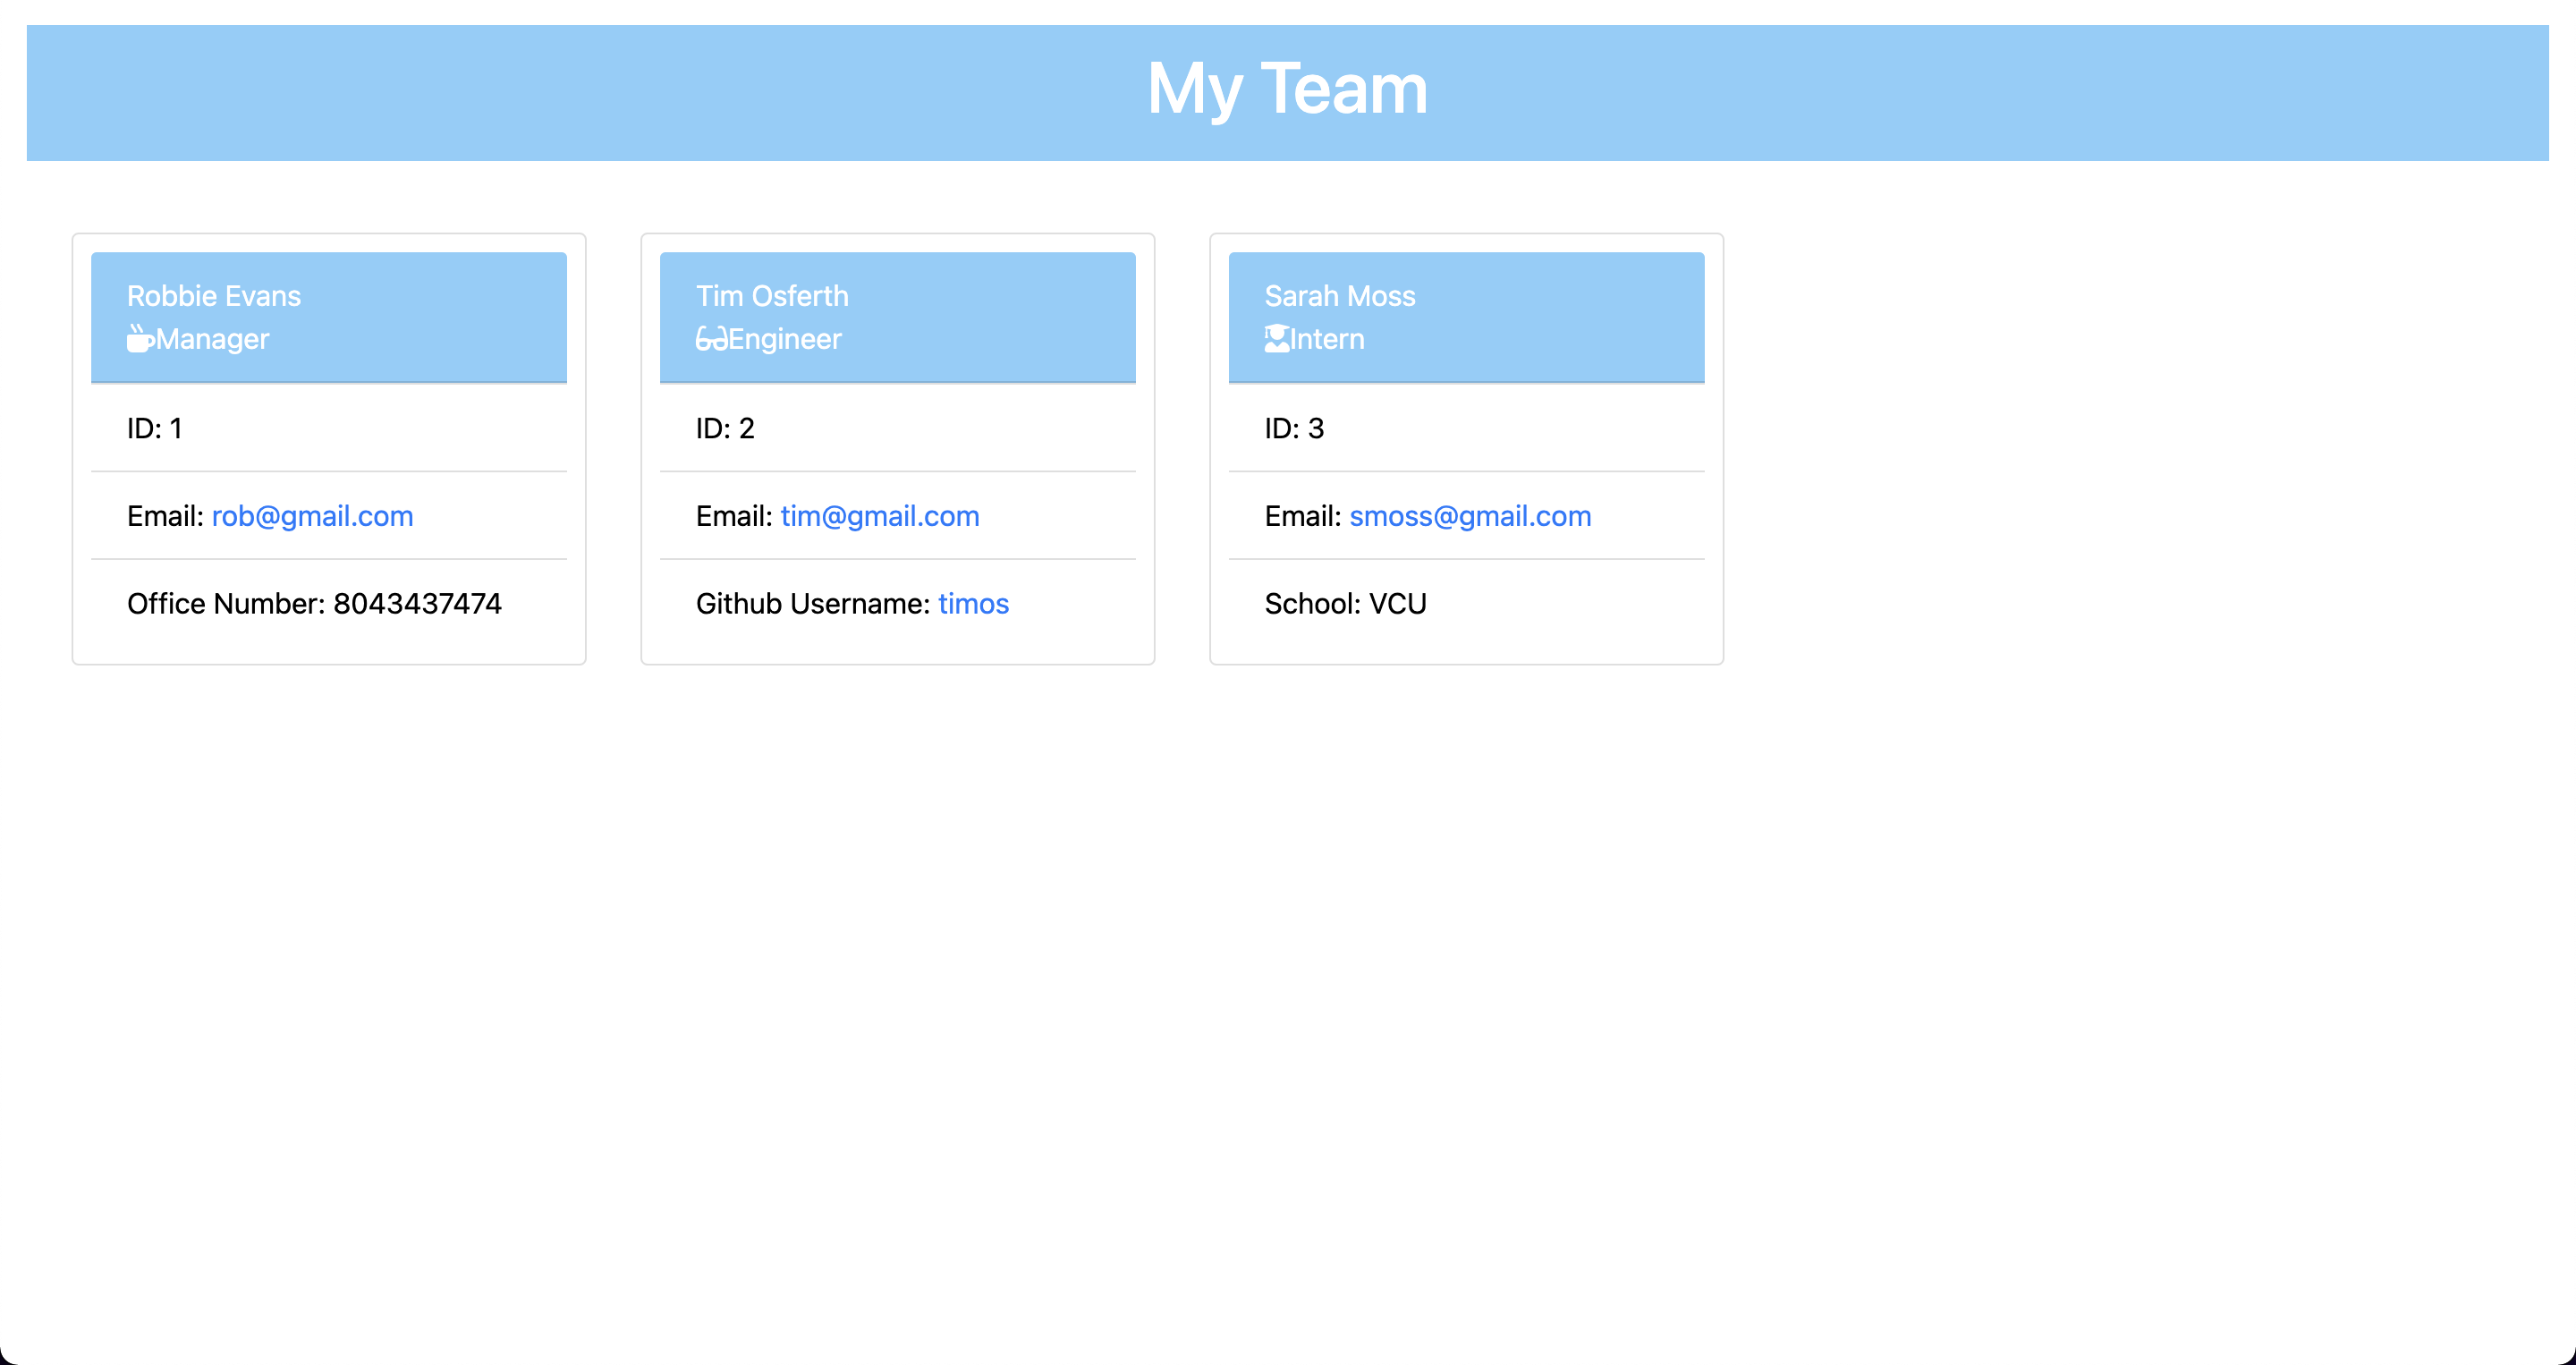 My Team
Robbie Evans
Manager
ID: 1
Email: rob@gmail.com
Office Number: 8043437474
Tim Osferth
Engineer
ID: 2
Email: tim@gmail.com
Github Username: timos
Sarah Moss
Intern
ID: 3
Email: smoss@gmail.com
School: VCU